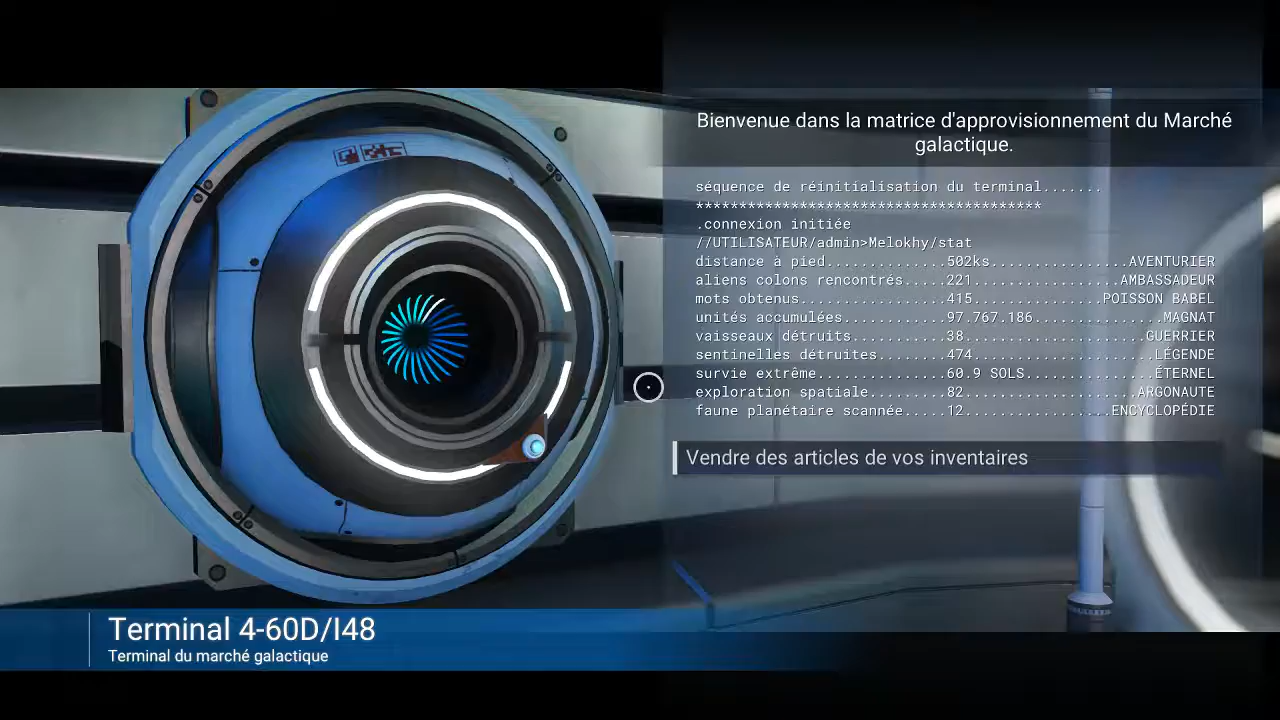 Bienvenue dans la matrice d'approvisionnement du Marché
galactique.
séquence de réinitialisation du terminal.......
****************************************
.connexion initiée
//UTILISATEUR/admin>Melokhy/stat
distance à pied..............502ks................AVENTURIER
aliens colons rencontrés.....221.................AMBASSADEUR
mots obtenus.................415...............POISSON BABEL
unités accumulées............97.767.186...............MAGNAT
vaisseaux détruits...........38.....................GUERRIER
sentinelles détruites........474.....................LÉGENDE
survie extrême...............60.9 SOLS...............ÉTERNEL
exploration spatiale.........82....................ARGONAUTE
faune planétaire scannée.....12.................ENCYCLOPÉDIE
Vendre des articles de vos inventaires
Terminal 4-60D/I48
Terminal du marché galactique